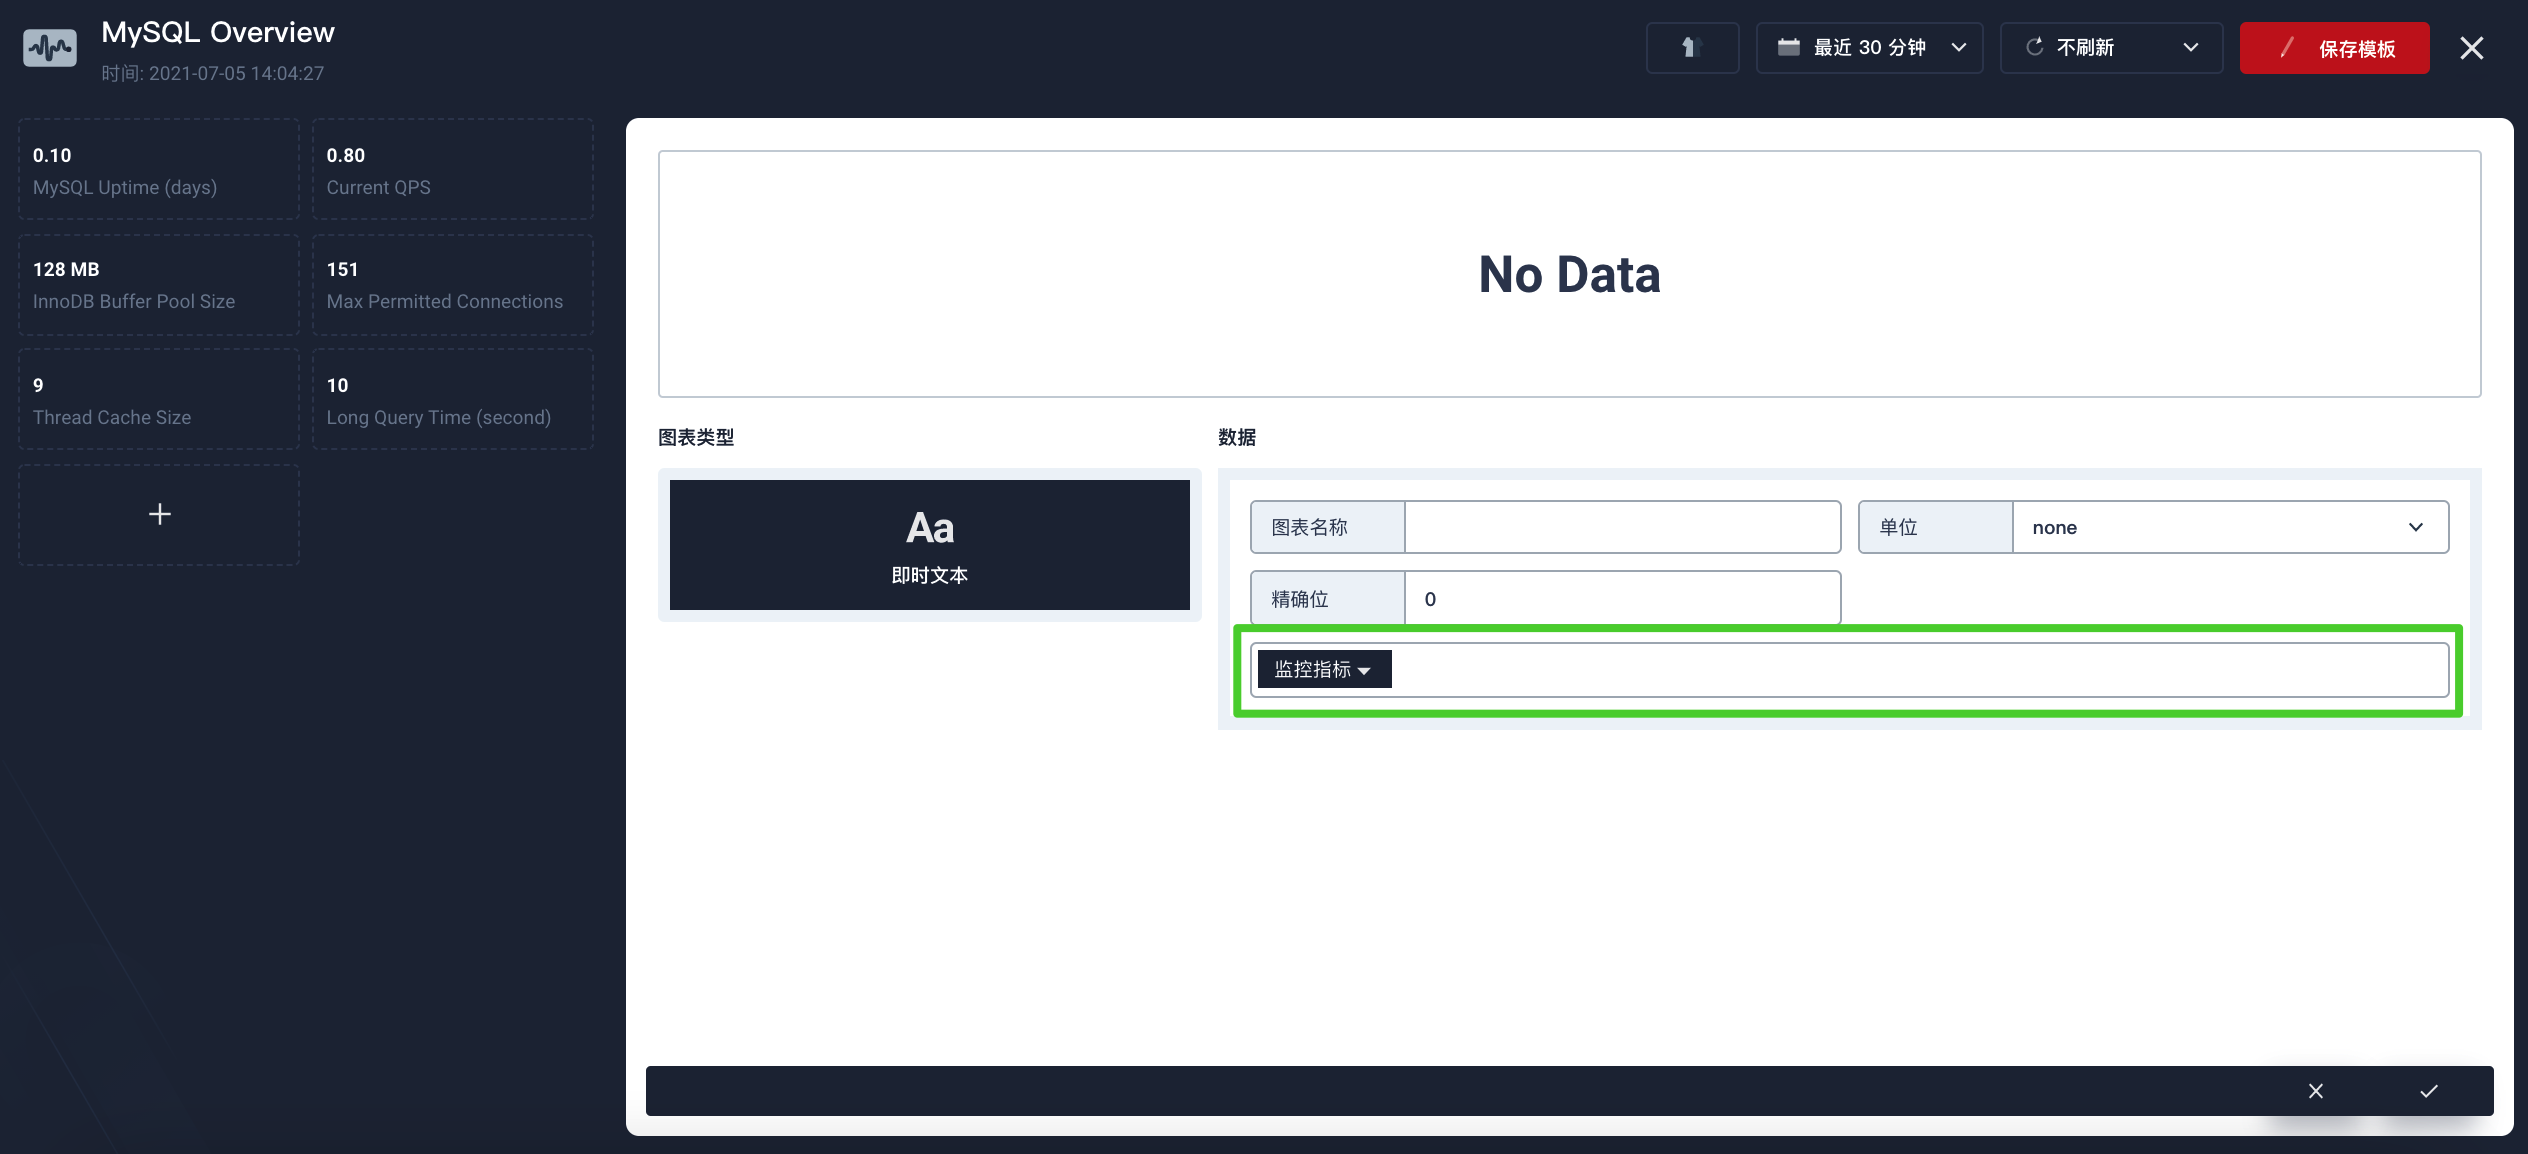 MySQL Overview
时间: 2021-07-05 14:04:27
最近 30 分钟
不刷新
保存模板
0.10
MySQL Uptime (days)
0.80
Current QPS
128 MB
InnoDB Buffer Pool Size
151
Max Permitted Connections
9
Thread Cache Size
10
Long Query Time (second)
No Data
图表类型
Aa
即时文本
数据
图表名称
单位 none
精确位 0
监控指标